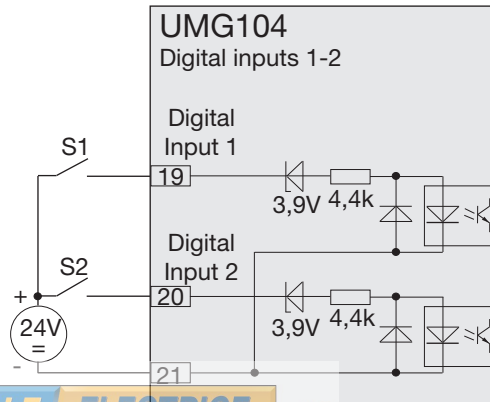 UMG104
Digital inputs 1-2
Digital
Input 1
S1
19
3,9V
4,4k
Digital
Input 2
S2
20
3,9V
4,4k
+
24V
=
-
21
ELECTRICE